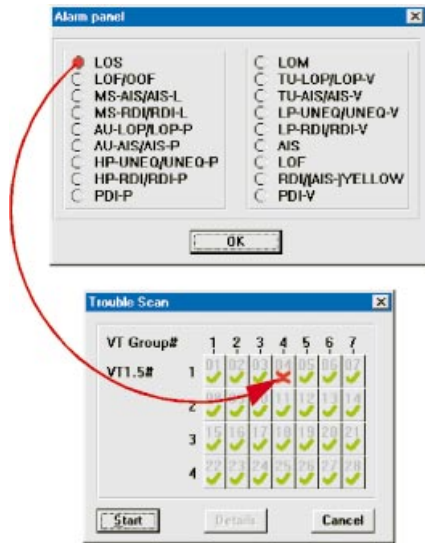 Alarm panel
LOS
LOF/OOF
MS-AIS/AIS-L
MS-RDI/RDI-L
AU-LOP/LOP-P
AU-AIS/AIS-P
HP-UNEQ/UNEQ-P
HP-RDI/RDI-P
PDI-P
LOM
TU-LOP/LOP-V
TU-AIS/AIS-V
LP-UNEQ/UNEQ-V
LP-RDI/RDI-V
AIS
LOF
RDI/(AIS-)YELLOW
PDI-V
OK
Trouble Scan
VT Group# 1 2 3 4 5 6 7
VT1.5# 1 01 02 03 04 05 06 07
2 08 09 10 11 12 13 14
3 15 16 17 18 19 20 21
4 22 23 24 25 26 27 28
Start Details Cancel